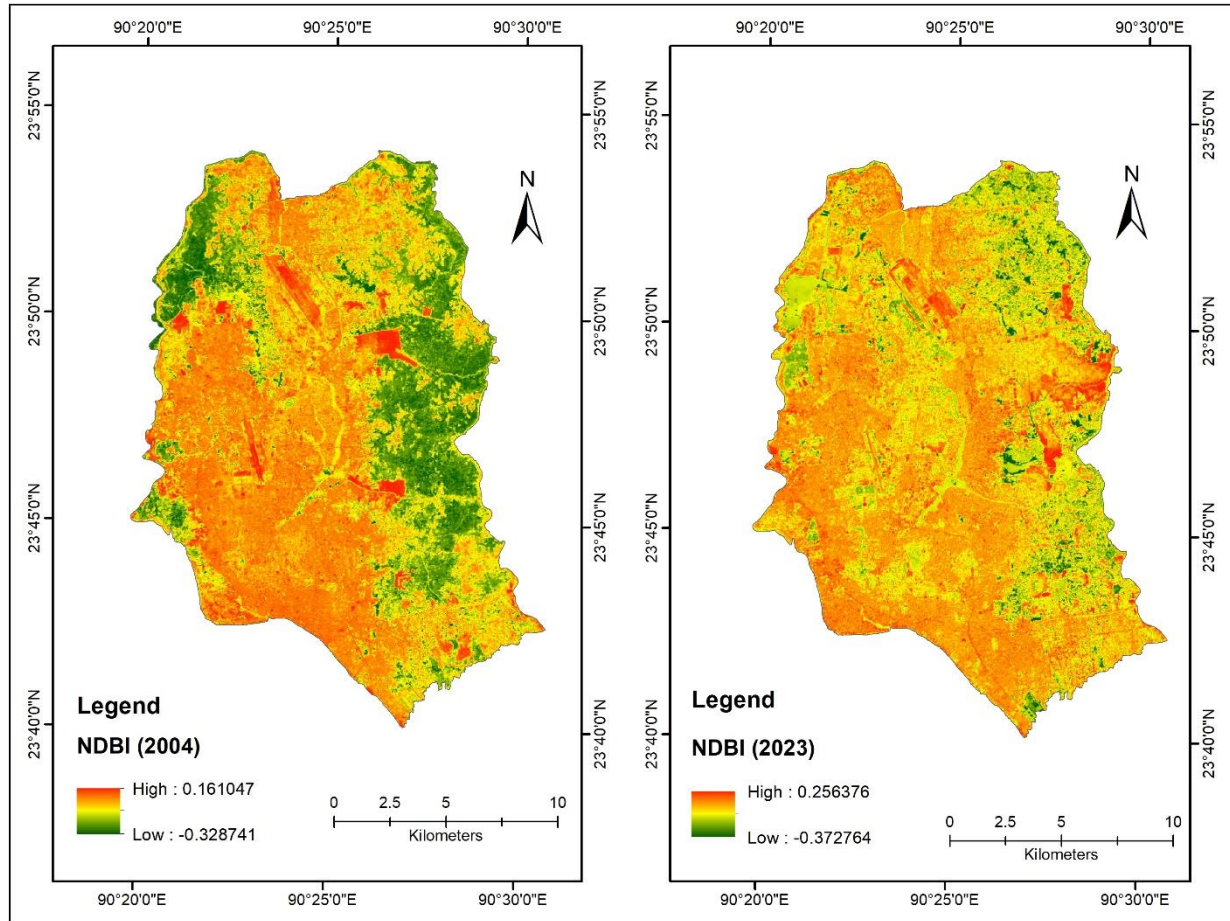 90°20'0"E 90°25'0"E 90°30'0"E
23°55'0"N
23°50'0"N
23°45'0"N
23°40'0"N
N
23°55'0"N
23°50'0"N
23°45'0"N
23°40'0"N
Legend
NDBI (2004)
High : 0.161047
Low : -0.328741
0 2.5 5 10
Kilometers
90°20'0"E 90°25'0"E 90°30'0"E
90°20'0"E 90°25'0"E 90°30'0"E
23°55'0"N
23°50'0"N
23°45'0"N
23°40'0"N
N
23°55'0"N
23°50'0"N
23°45'0"N
23°40'0"N
Legend
NDBI (2023)
High : 0.256376
Low : -0.372764
0 2.5 5 10
Kilometers
90°20'0"E 90°25'0"E 90°30'0"E